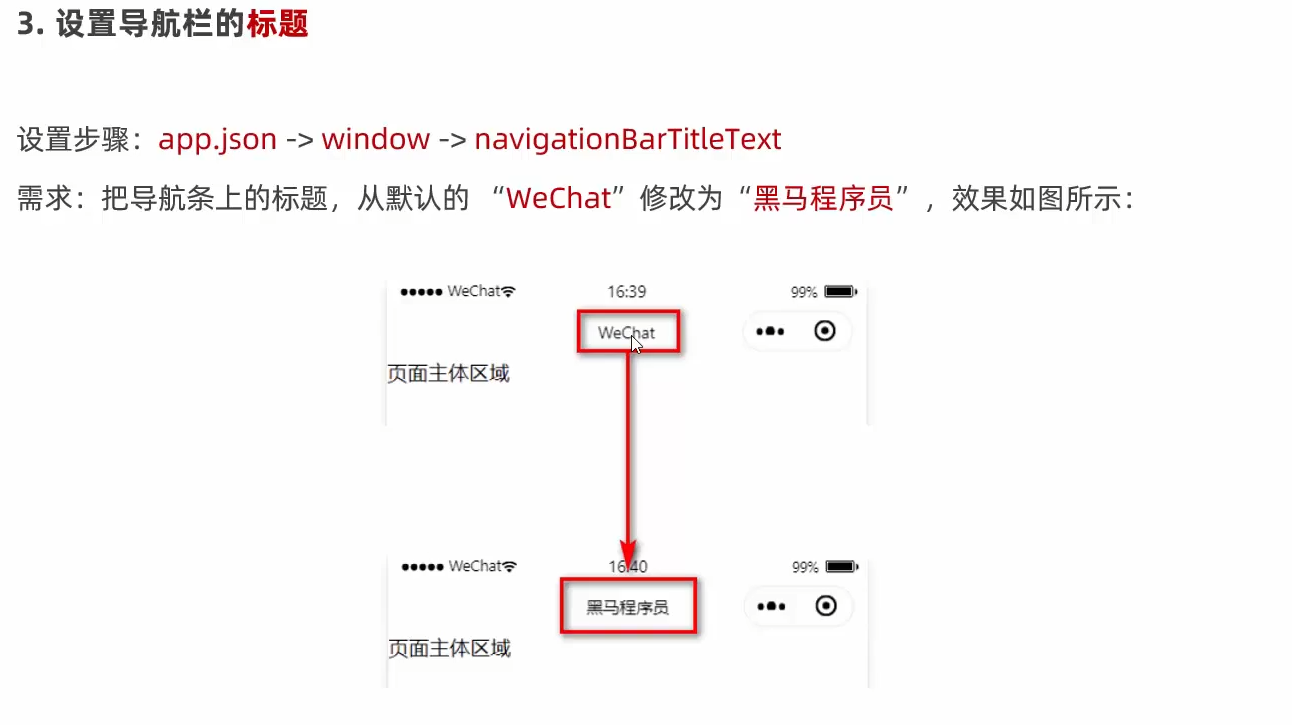 3. 设置导航栏的标题
设置步骤：app.json -> window -> navigationBarTitleText
需求：把导航条上的标题，从默认的 “WeChat”修改为“黑马程序员”，效果如图所示：
WeChat 16:39 99%
WeChat
页面主体区域
WeChat 16:40 99%
黑马程序员
页面主体区域